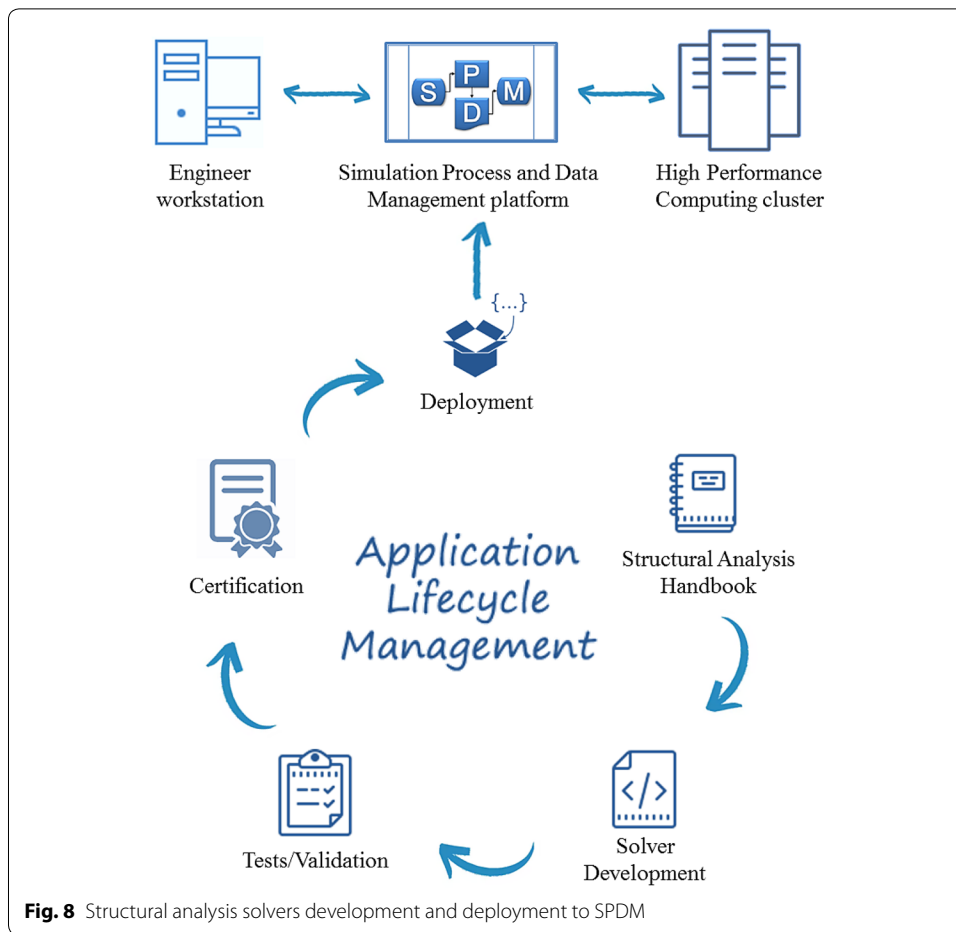 S P D M
Engineer
workstation
Simulation Process and Data
Management platform
High Performance
Computing cluster
{...}
Deployment
Certification
Structural Analysis
Handbook
Application
Lifecycle
Management
</>
Tests/Validation
Solver
Development
Fig. 8 Structural analysis solvers development and deployment to SPDM